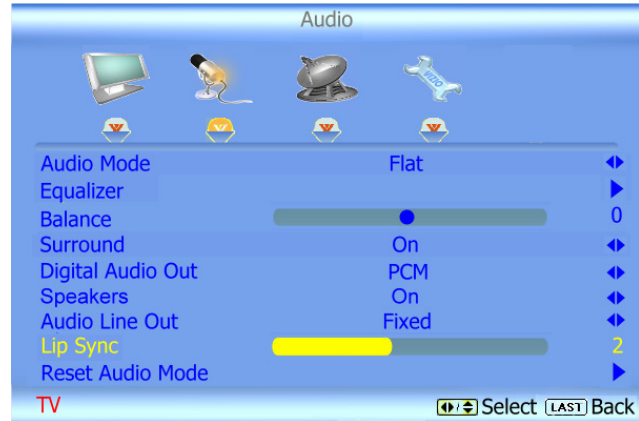 Audio
VIZIO
Audio Mode Flat
Equalizer
Balance 0
Surround On
Digital Audio Out PCM
Speakers On
Audio Line Out Fixed
Lip Sync 2
Reset Audio Mode
TV Select LAST Back